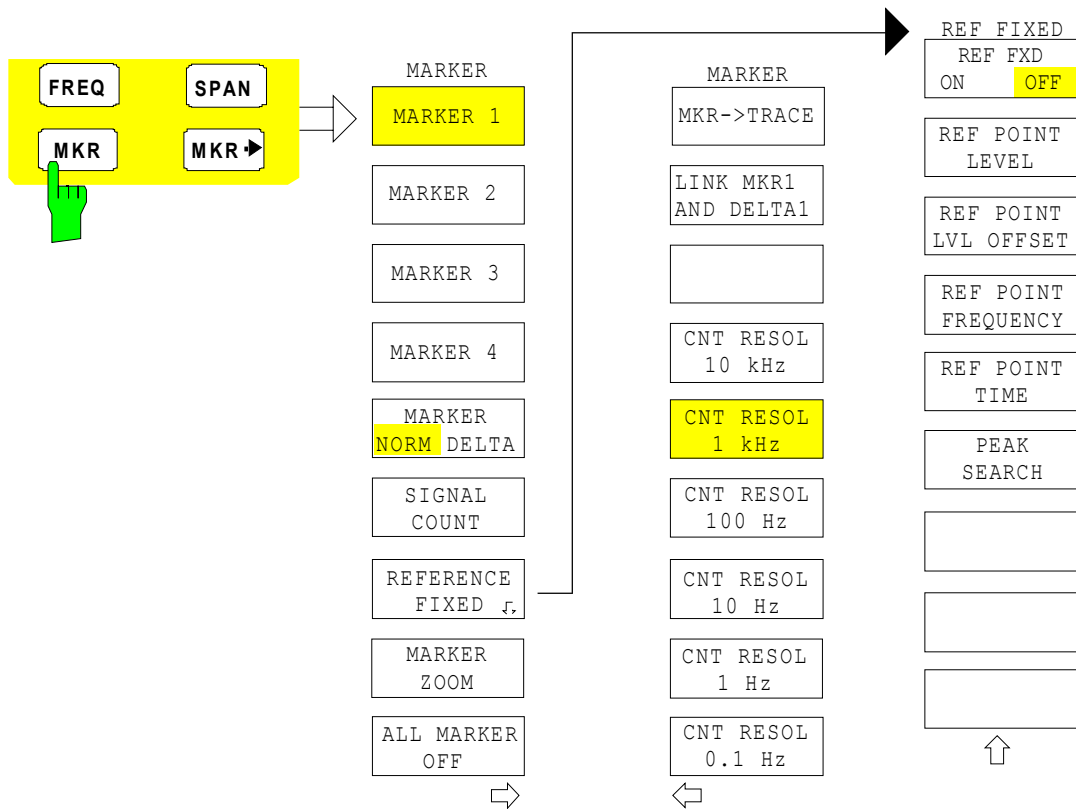 FREQ
SPAN
MKR
MKR
MARKER
MARKER 1
MARKER 2
MARKER 3
MARKER 4
MARKER
NORM DELTA
SIGNAL
COUNT
REFERENCE
FIXED
MARKER
ZOOM
ALL MARKER
OFF
MARKER
MKR->TRACE
LINK MKR1
AND DELTA1
CNT RESOL
10 kHz
CNT RESOL
1 kHz
CNT RESOL
100 Hz
CNT RESOL
10 Hz
CNT RESOL
1 Hz
CNT RESOL
0.1 Hz
REF FIXED
REF FXD
ON OFF
REF POINT
LEVEL
REF POINT
LVL OFFSET
REF POINT
FREQUENCY
REF POINT
TIME
PEAK
SEARCH